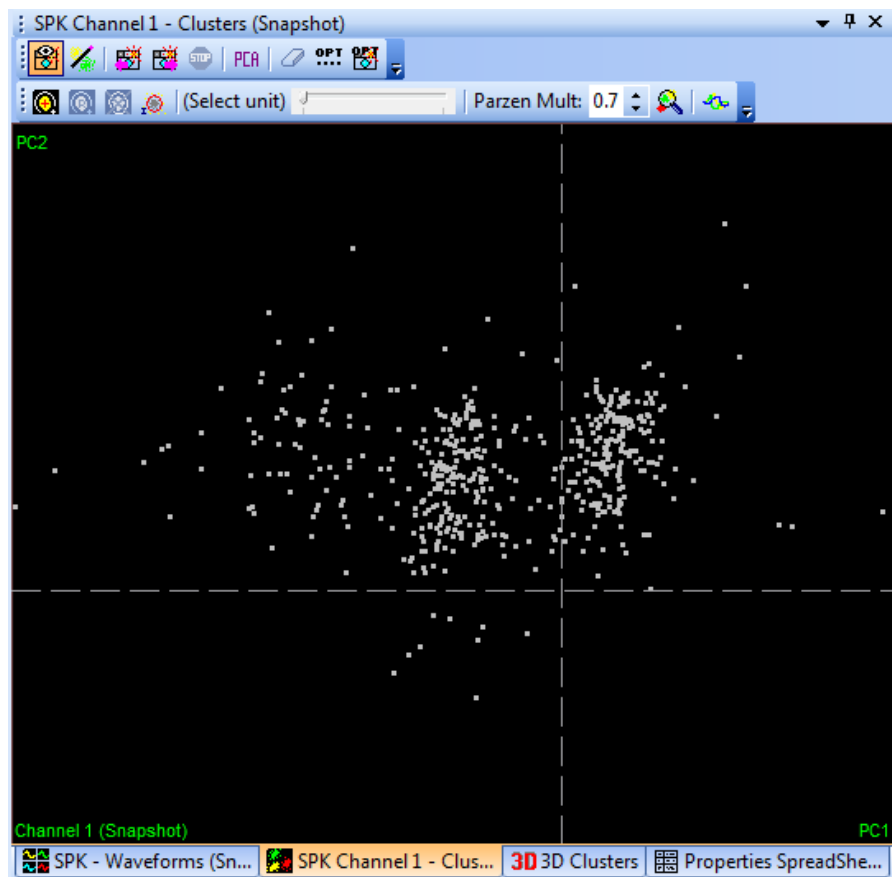 SPK Channel 1 - Clusters (Snapshot)
STOP PCA OPT OPT
(Select unit) Parzen Mult: 0.7
PC2
Channel 1 (Snapshot) PC1
SPK - Waveforms (Sn... SPK Channel 1 - Clus... 3D 3D Clusters Properties SpreadShe...